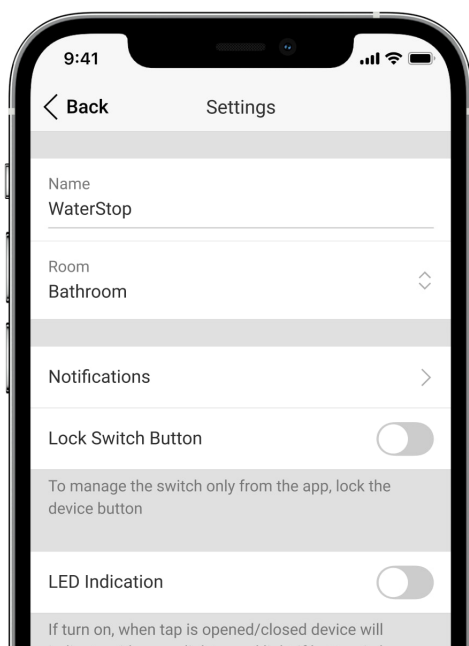 9:41
Back
Settings
Name
WaterStop
Room
Bathroom
Notifications
Lock Switch Button
To manage the switch only from the app, lock the
device button
LED Indication
If turn on, when tap is opened/closed device will